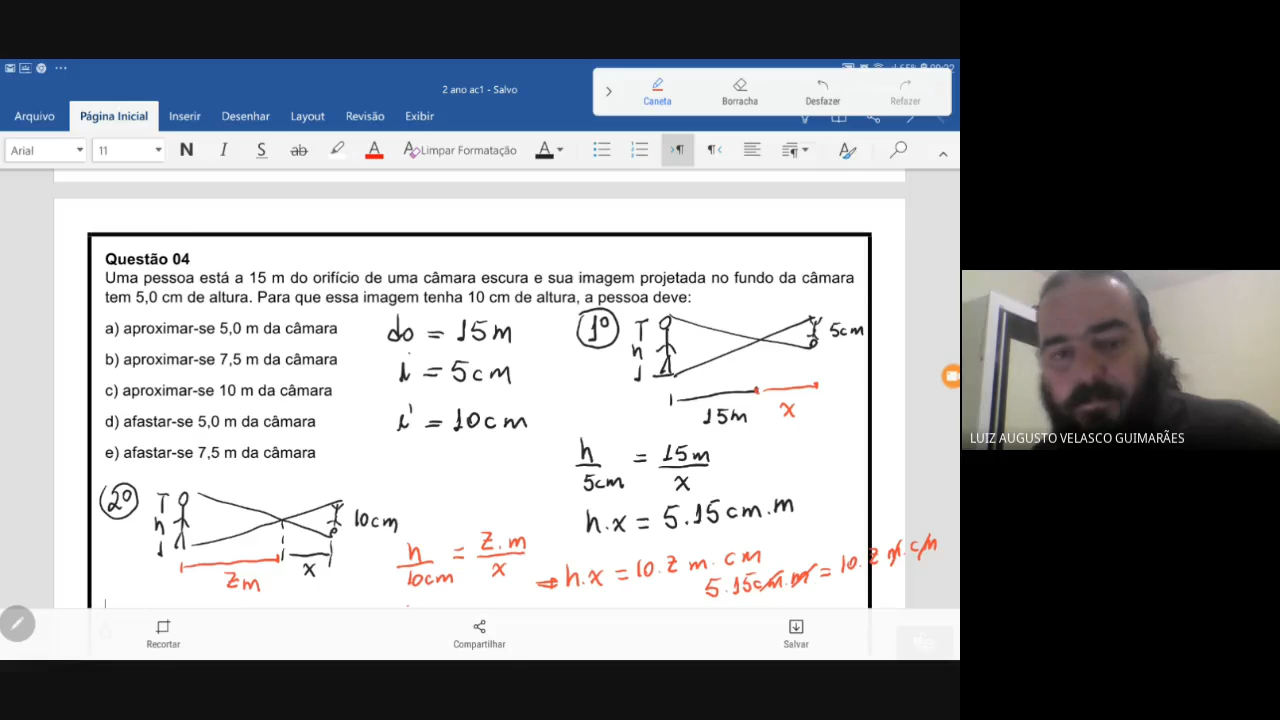 2 ano ac1 - Salvo
Caneta
Borracha
Desfazer
Refazer
Arquivo
Página Inicial
Inserir
Desenhar
Layout
Revisão
Exibir
Arial
11
N
I
S
ab
Limpar Formatação
A
Questão 04
Uma pessoa está a 15 m do orifício de uma câmara escura e sua imagem projetada no fundo da câmara
tem 5,0 cm de altura. Para que essa imagem tenha 10 cm de altura, a pessoa deve:
a) aproximar-se 5,0 m da câmara
b) aproximar-se 7,5 m da câmara
c) aproximar-se 10 m da câmara
d) afastar-se 5,0 m da câmara
e) afastar-se 7,5 m da câmara
do = 15m
i = 5cm
i' = 10cm
1º
h
5cm
15m
x
h/5cm = 15m/x
h.x = 5.15cm.m
2º
h
10cm
zm
x
h/10cm = z.m/x
⇒ h.x = 10.z m.cm
5.15cm.m = 10.z m.cm
Recortar
Compartilhar
Salvar
LUIZ AUGUSTO VELASCO GUIMARÃES